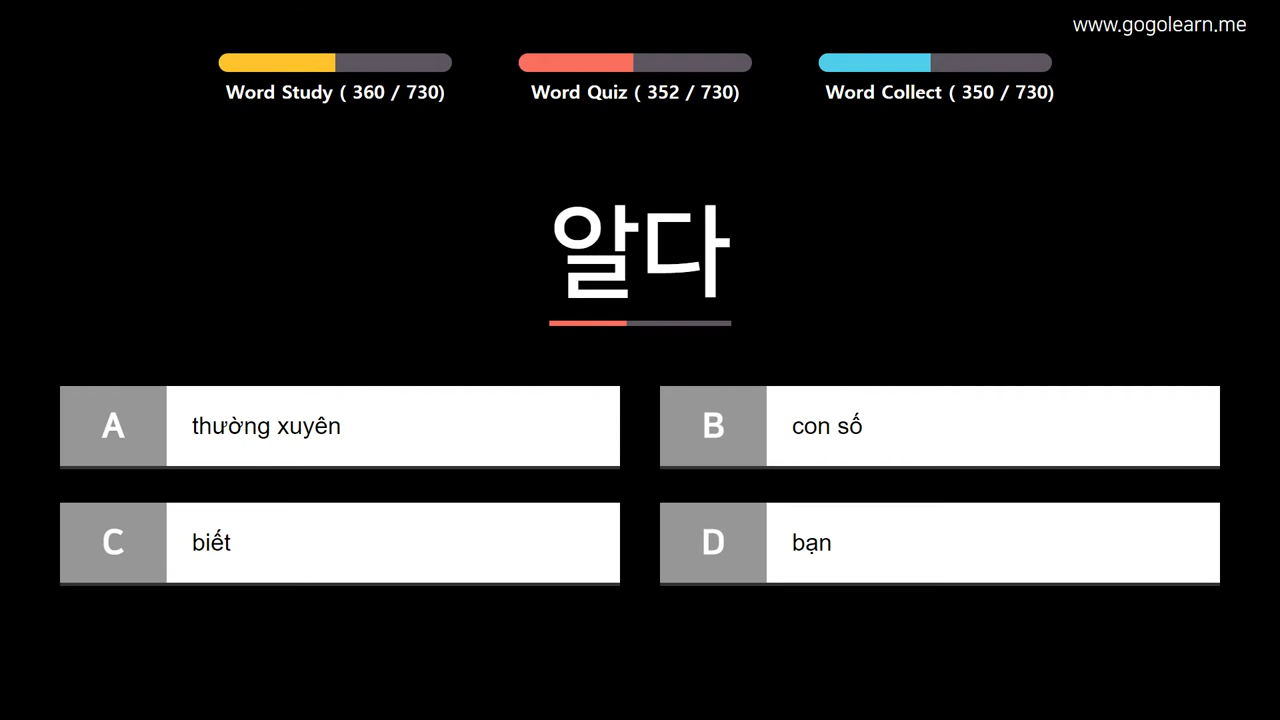 www.gogolearn.me
Word Study ( 360 / 730)
Word Quiz ( 352 / 730)
Word Collect ( 350 / 730)
알다
A thường xuyên
B con số
C biết
D bạn